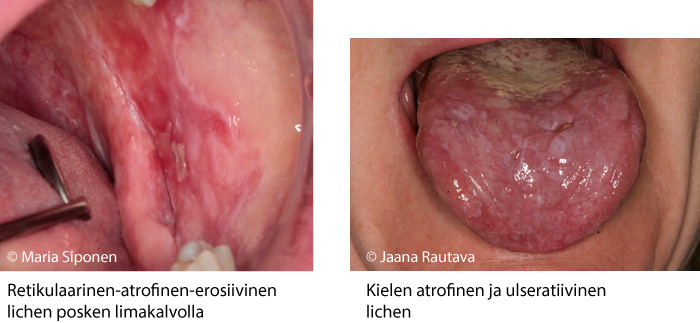 © Maria Siponen
© Jaana Rautava
Retikulaarinen-atrofinen-erosiivinen
lichen posken limakalvolla
Kielen atrofinen ja ulseratiivinen
lichen